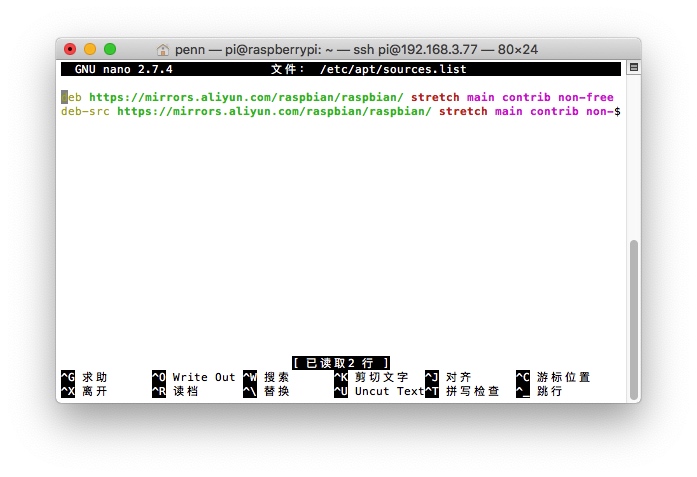 penn — pi@raspberrypi: ~ — ssh pi@192.168.3.77 — 80×24
GNU nano 2.7.4 文件： /etc/apt/sources.list
deb https://mirrors.aliyun.com/raspbian/raspbian/ stretch main contrib non-free
deb-src https://mirrors.aliyun.com/raspbian/raspbian/ stretch main contrib non-$
[ 已读取2 行 ]
^G 求助 ^O Write Out ^W 搜索 ^K 剪切文字 ^J 对齐 ^C 游标位置
^X 离开 ^R 读档 ^\ 替换 ^U Uncut Text ^T 拼写检查 ^_ 跳行